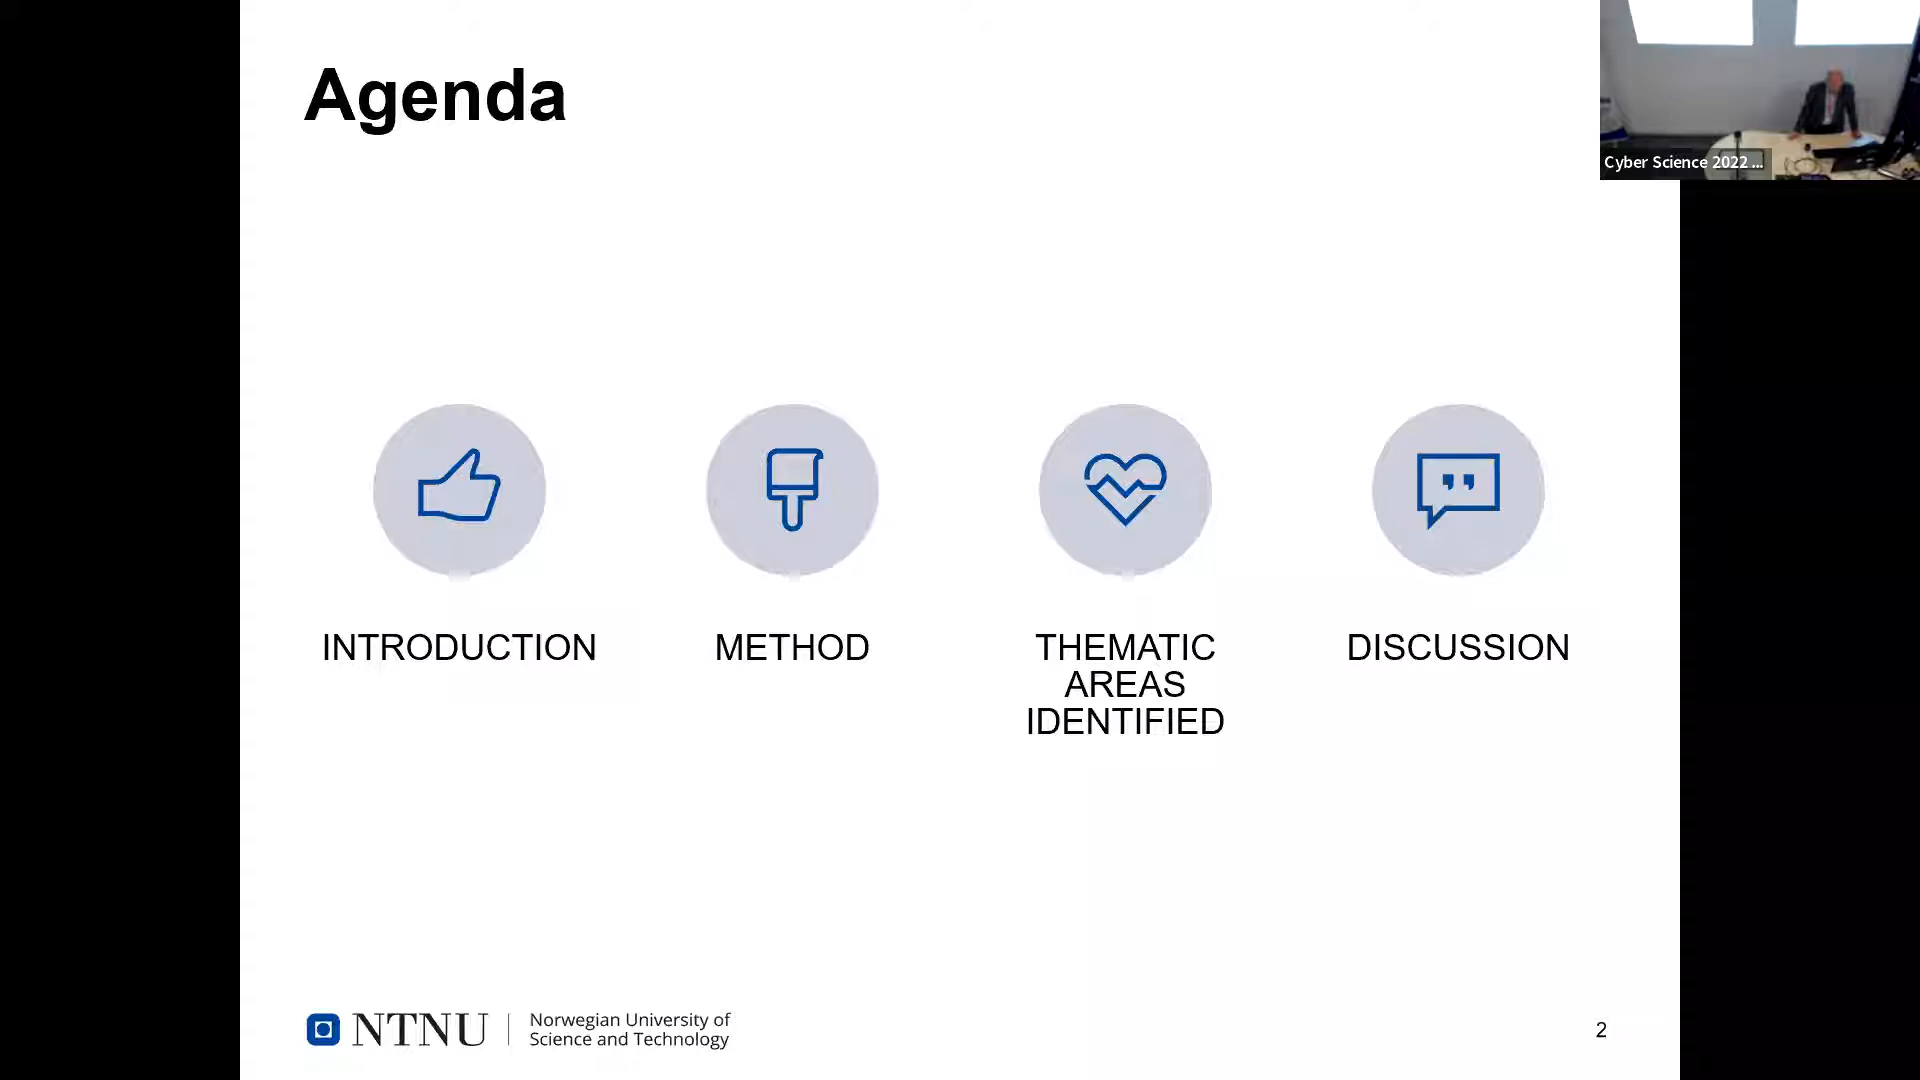 Agenda
Cyber Science 2022 ...
INTRODUCTION
METHOD
THEMATIC
AREAS
IDENTIFIED
DISCUSSION
NTNU
Norwegian University of
Science and Technology
2